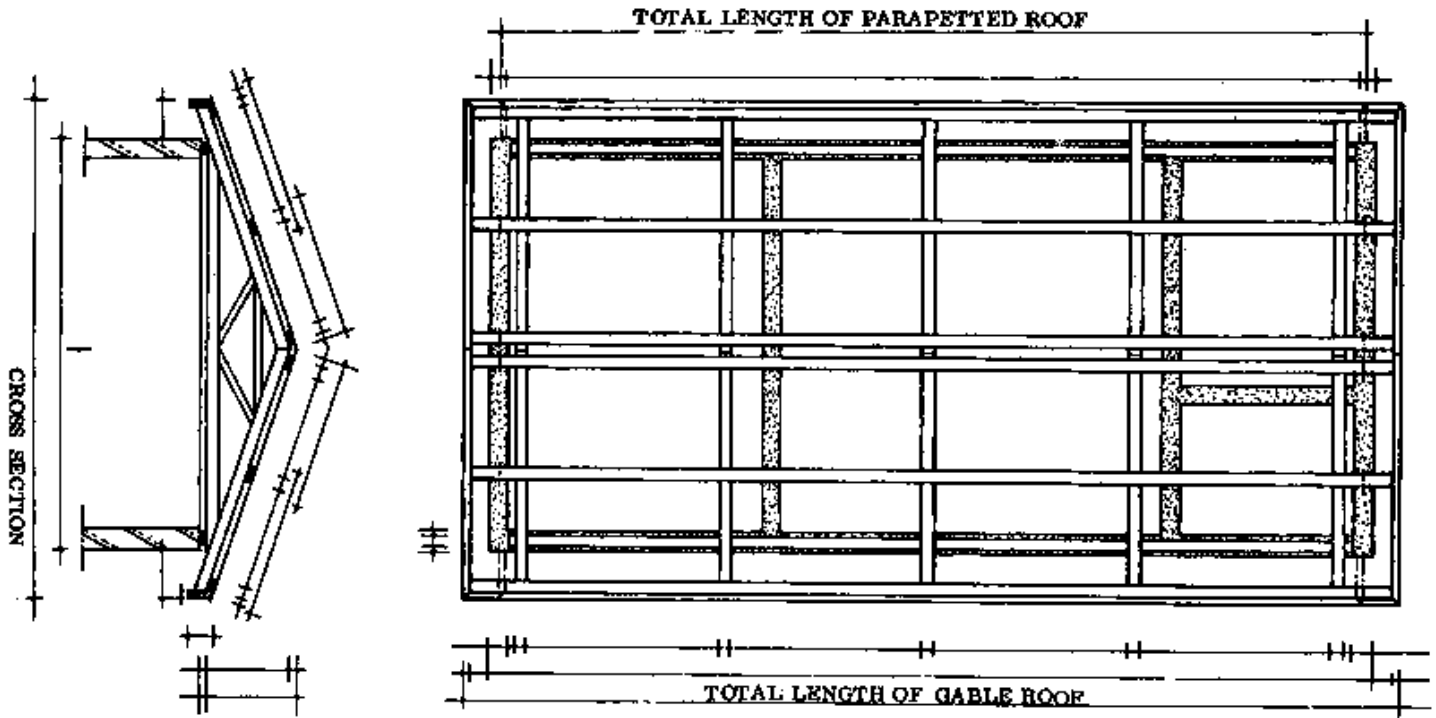 TOTAL LENGTH OF PARAPETTED ROOF
CROSS SECTION
TOTAL LENGTH OF GABLE ROOF